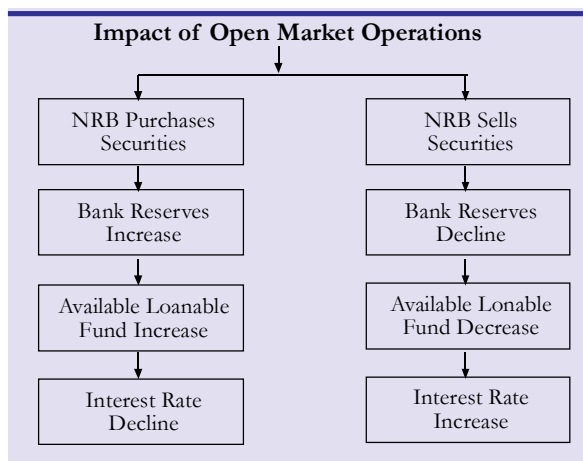 Impact of Open Market Operations
NRB Purchases
Securities
Bank Reserves
Increase
Available Loanable
Fund Increase
Interest Rate
Decline
NRB Sells
Securities
Bank Reserves
Decline
Available Lonable
Fund Decrease
Interest Rate
Increase